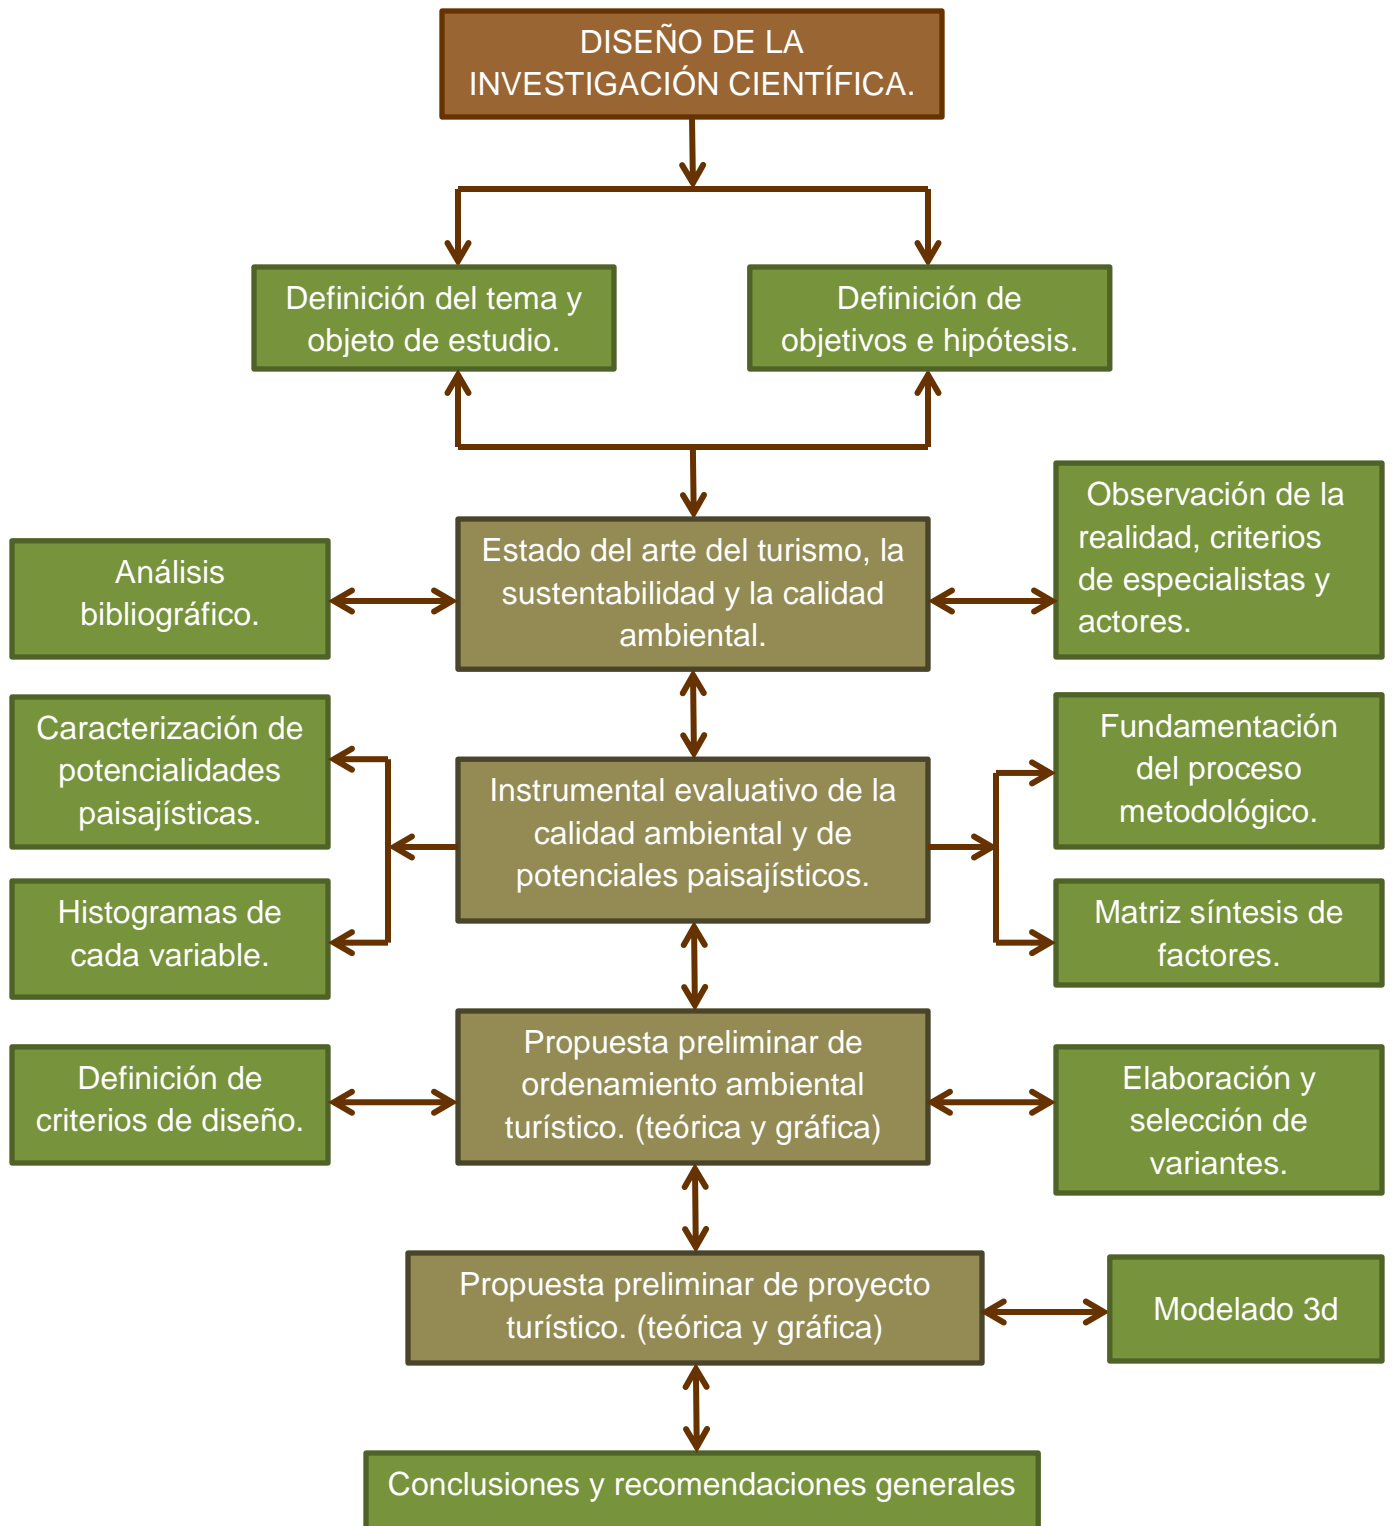 DISEÑO DE LA
INVESTIGACIÓN CIENTÍFICA.
Definición del tema y
objeto de estudio.
Definición de
objetivos e hipótesis.
Análisis
bibliográfico.
Estado del arte del turismo, la
sustentabilidad y la calidad
ambiental.
Observación de la
realidad, criterios
de especialistas y
actores.
Caracterización de
potencialidades
paisajísticas.
Histogramas de
cada variable.
Instrumental evaluativo de la
calidad ambiental y de
potenciales paisajísticos.
Fundamentación
del proceso
metodológico.
Matriz síntesis de
factores.
Definición de
criterios de diseño.
Propuesta preliminar de
ordenamiento ambiental
turístico. (teórica y gráfica)
Elaboración y
selección de
variantes.
Propuesta preliminar de proyecto
turístico. (teórica y gráfica)
Modelado 3d
Conclusiones y recomendaciones generales